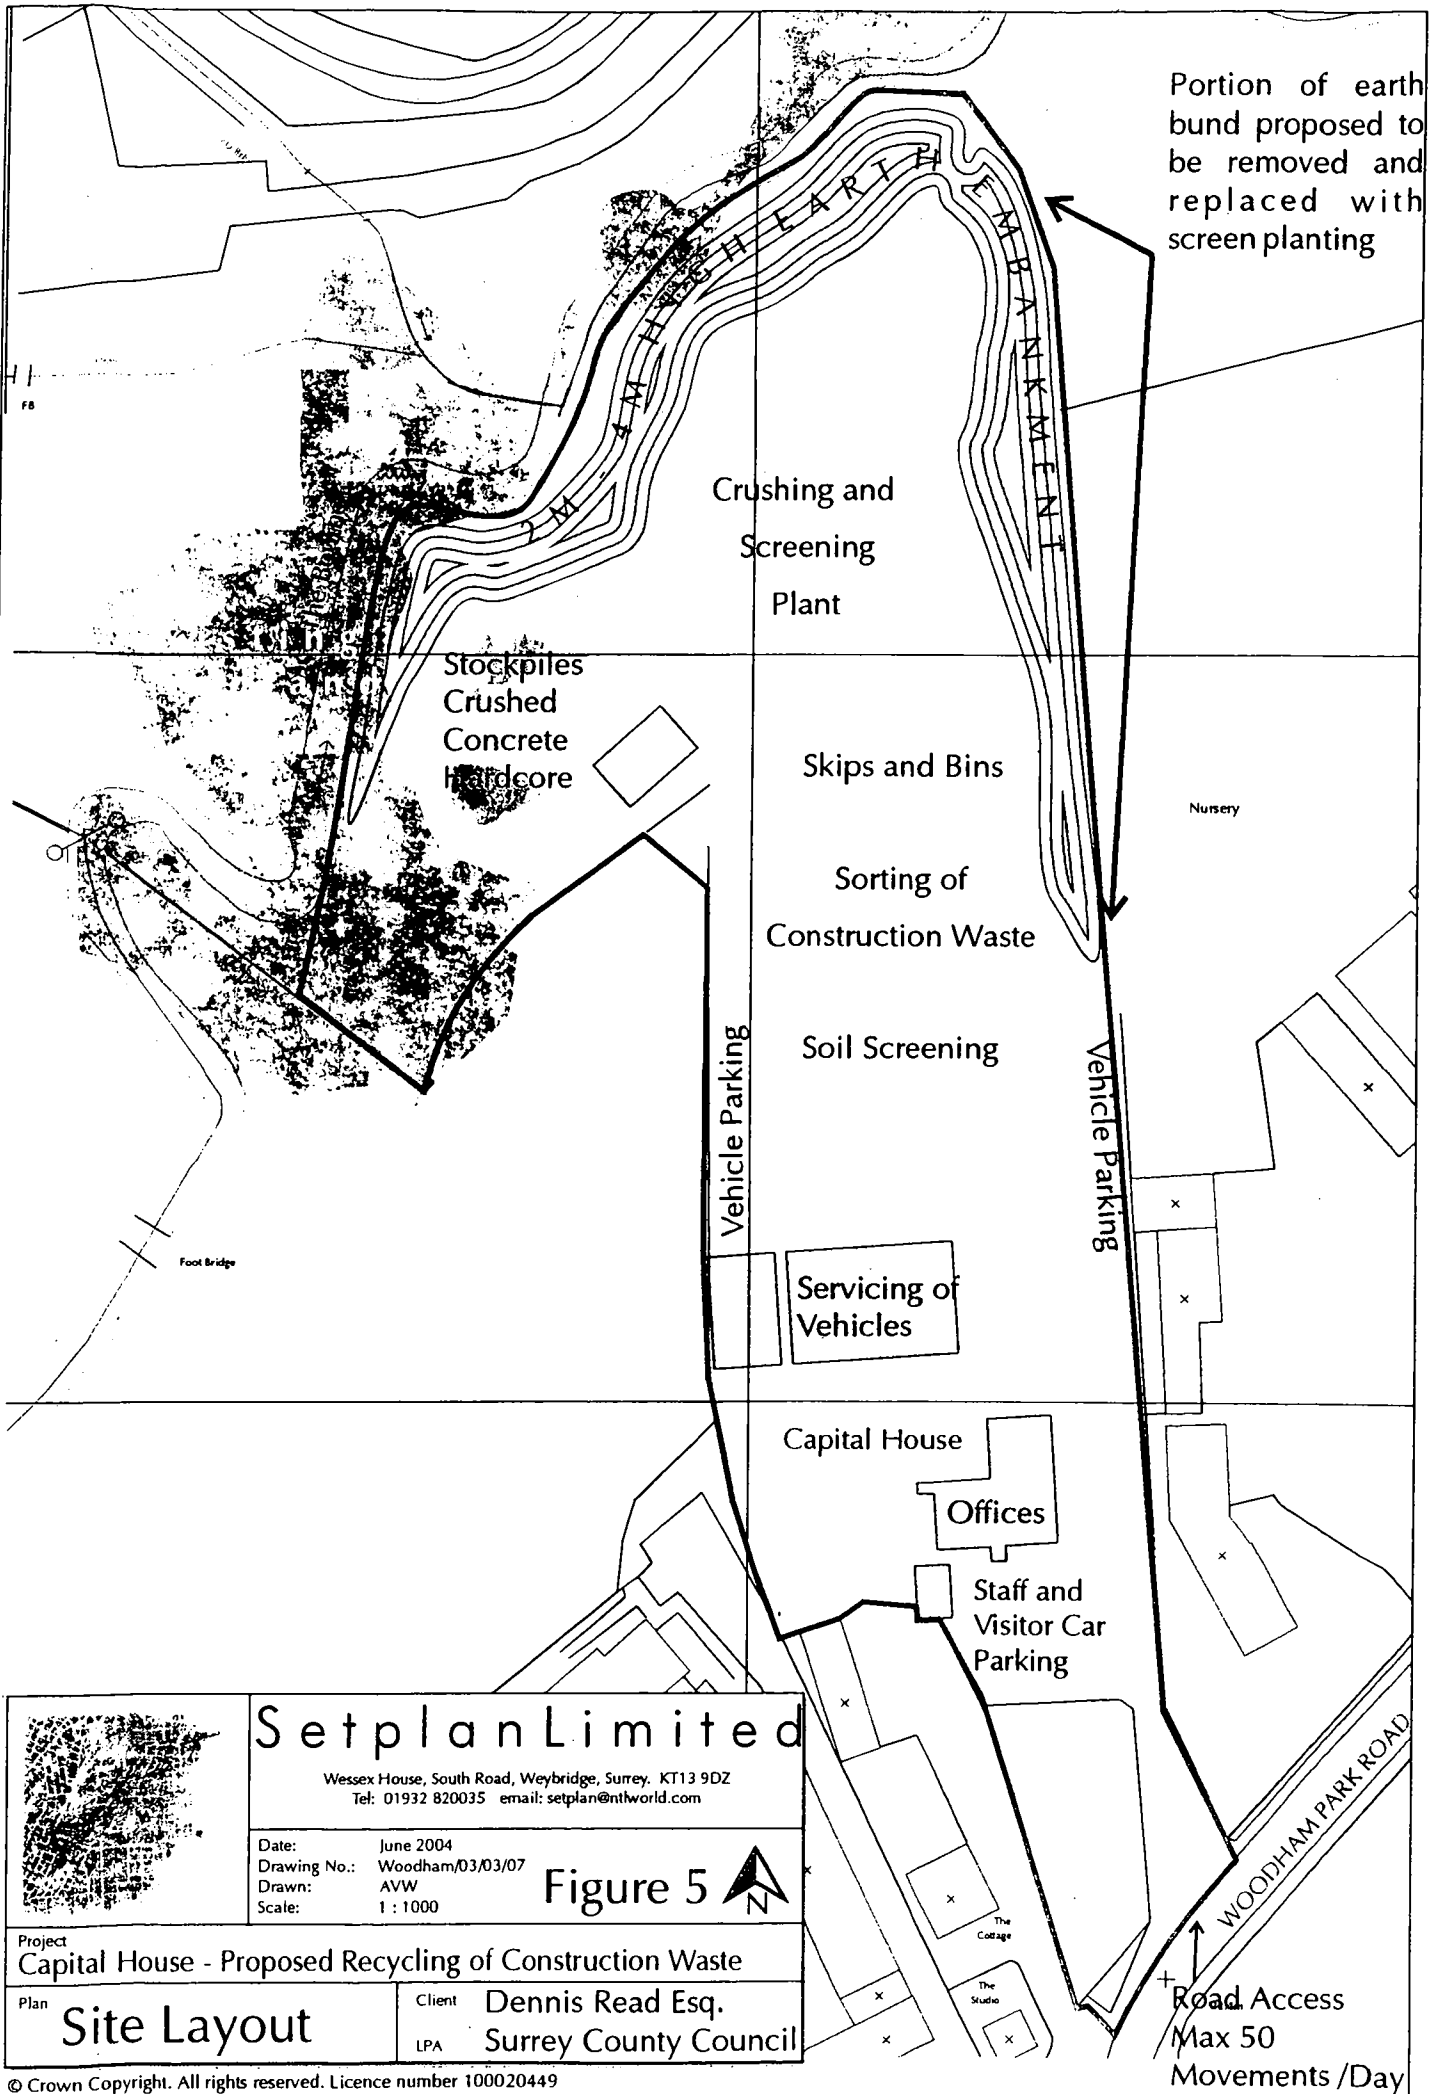 Portion of earth
bund proposed to
be removed and
replaced with
screen planting
2M - 4M HIGH EARTH EMBANKMENT
FB
Crushing and
Screening
Plant
Stockpiles
Crushed
Concrete
Hardcore
Skips and Bins
Nursery
Sorting of
Construction Waste
Soil Screening
Vehicle Parking
Vehicle Parking
Foot Bridge
Servicing of
Vehicles
Capital House
Offices
Staff and
Visitor Car
Parking
WOODHAM PARK ROAD
The
Cottage
The
Studio
Road Access
Max 50
Movements /Day
Setplan Limited
Wessex House, South Road, Weybridge, Surrey. KT13 9DZ
Tel: 01932 820035 email: setplan@ntlworld.com
Date: June 2004
Drawing No.: Woodham/03/03/07
Drawn: AVW
Scale: 1 : 1000
Figure 5
N
Project
Capital House - Proposed Recycling of Construction Waste
Plan Site Layout
Client Dennis Read Esq.
LPA Surrey County Council
© Crown Copyright. All rights reserved. Licence number 100020449